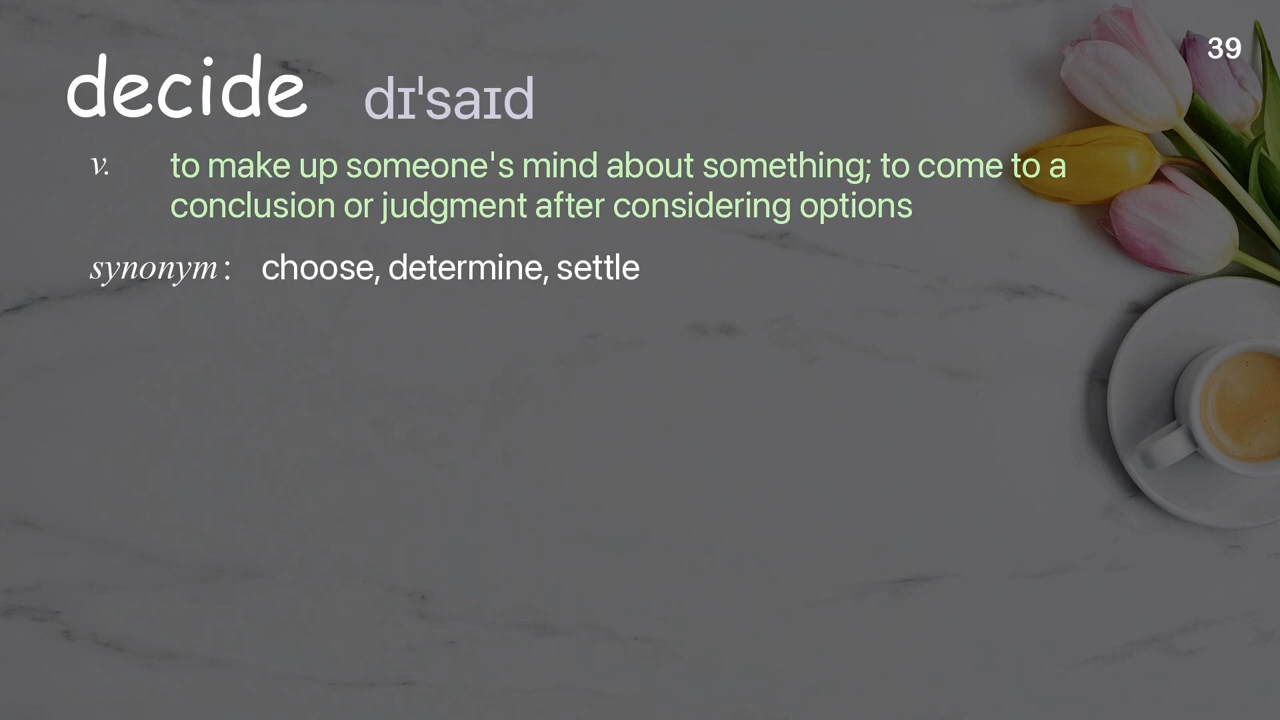 39
decide dɪˈsaɪd
v. to make up someone's mind about something; to come to a
conclusion or judgment after considering options
synonym: choose, determine, settle